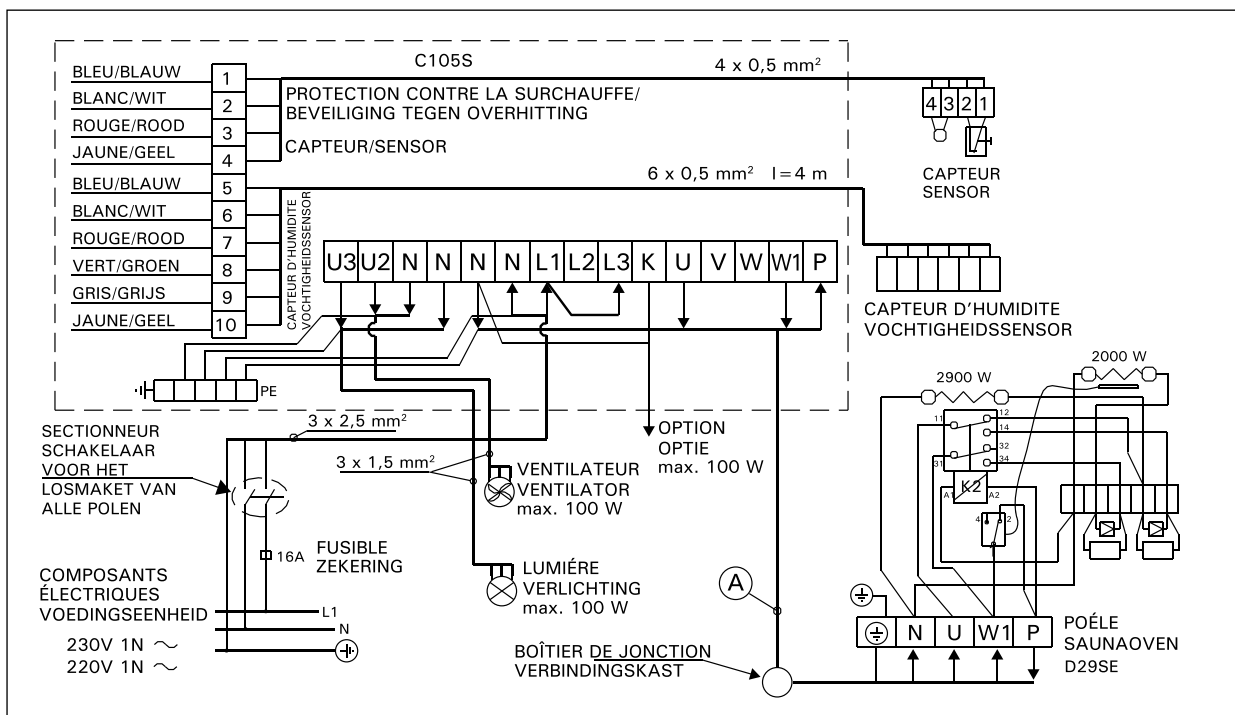 C105S
4 x 0,5 mm²
BLEU/BLAUW 1
BLANC/WIT 2
ROUGE/ROOD 3
JAUNE/GEEL 4
BLEU/BLAUW 5
BLANC/WIT 6
ROUGE/ROOD 7
VERT/GROEN 8
GRIS/GRIJS 9
JAUNE/GEEL 10
PROTECTION CONTRE LA SURCHAUFFE/
BEVEILIGING TEGEN OVERHITTING
CAPTEUR/SENSOR
4 3 2 1
CAPTEUR
SENSOR
6 x 0,5 mm² l=4 m
CAPTEUR D'HUMIDITE
VOCHTIGHEIDSSENSOR
U3 U2 N N N N L1 L2 L3 K U V W W1 P
CAPTEUR D'HUMIDITE
VOCHTIGHEIDSSENSOR
PE
SECTIONNEUR
SCHAKELAAR
VOOR HET
LOSMAKET VAN
ALLE POLEN
3 x 2,5 mm²
3 x 1,5 mm²
OPTION
OPTIE
max. 100 W
VENTILATEUR
VENTILATOR
max. 100 W
16A
FUSIBLE
ZEKERING
LUMIÉRE
VERLICHTING
max. 100 W
COMPOSANTS
ÉLECTRIQUES
VOEDINGSEENHEID
L1
N
230V 1N ~
220V 1N ~
A
BOÎTIER DE JONCTION
VERBINDINGSKAST
2000 W
2900 W
11
12
14
32
31
34
K2
A1
A2
4
2
N U W1 P
POÉLE
SAUNAOVEN
D29SE